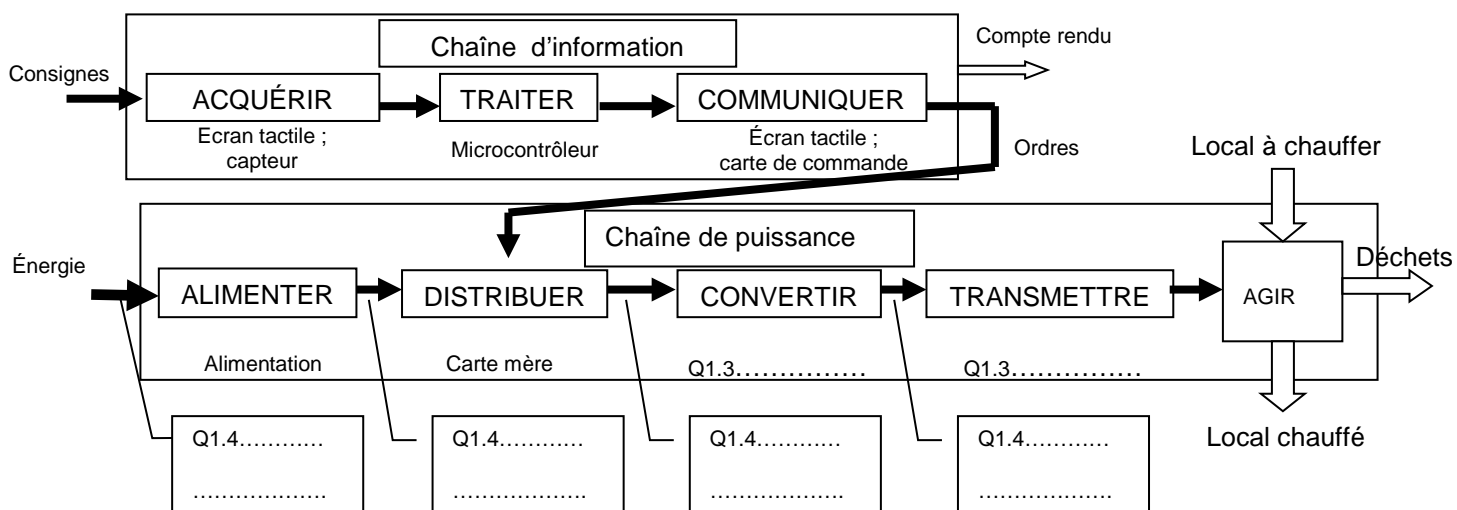 Chaîne d'information
Compte rendu
Consignes
ACQUÉRIR
TRAITER
COMMUNIQUER
Ecran tactile ;
capteur
Microcontrôleur
Écran tactile ;
carte de commande
Ordres
Local à chauffer
Chaîne de puissance
Énergie
ALIMENTER
DISTRIBUER
CONVERTIR
TRANSMETTRE
AGIR
Déchets
Alimentation
Carte mère
Q1.3……………
Q1.3……………
Local chauffé
Q1.4…………
……………….
Q1.4…………
……………….
Q1.4…………
……………….
Q1.4…………
……………….